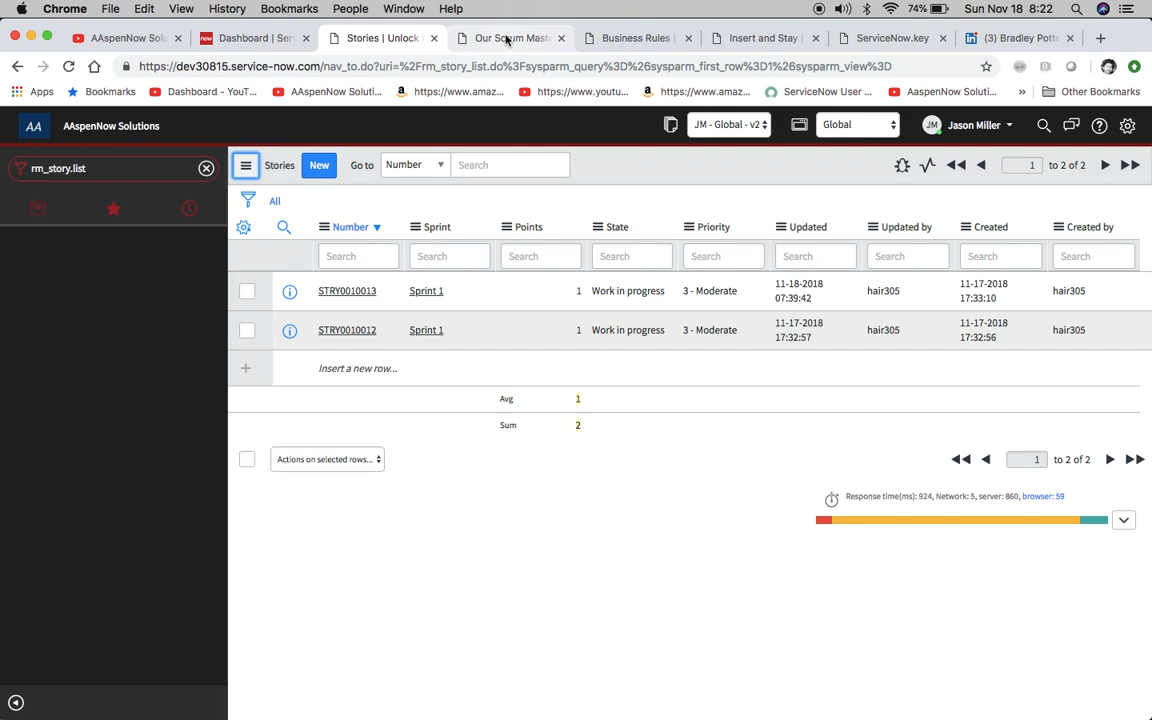 Chrome File Edit View History Bookmarks People Window Help 74% Sun Nov 18 8:22
AAspenNow Solu Dashboard | Serv Stories | Unlock Our Scrum Mast Business Rules | Insert and Stay | ServiceNow.key (3) Bradley Potte
https://dev30815.service-now.com/nav_to.do?uri=%2Frm_story_list.do%3Fsysparm_query%3D%26sysparm_first_row%3D1%26sysparm_view%3D
Apps Bookmarks Dashboard - YouT... AAspenNow Soluti... https://www.amaz... https://www.youtu... https://www.amaz... ServiceNow User ... AaspenNow Soluti... » Other Bookmarks
AA AAspenNow Solutions JM - Global - v2 Global JM Jason Miller
rm_story.list Stories New Go to Number Search 1 to 2 of 2
All
Number Sprint Points State Priority Updated Updated by Created Created by
Search Search Search Search Search Search Search Search Search
STRY0010013 Sprint 1 1 Work in progress 3 - Moderate 11-18-2018 07:39:42 hair305 11-17-2018 17:33:10 hair305
STRY0010012 Sprint 1 1 Work in progress 3 - Moderate 11-17-2018 17:32:57 hair305 11-17-2018 17:32:56 hair305
Insert a new row...
Avg 1
Sum 2
Actions on selected rows... 1 to 2 of 2
Response time(ms): 924, Network: 5, server: 860, browser: 59